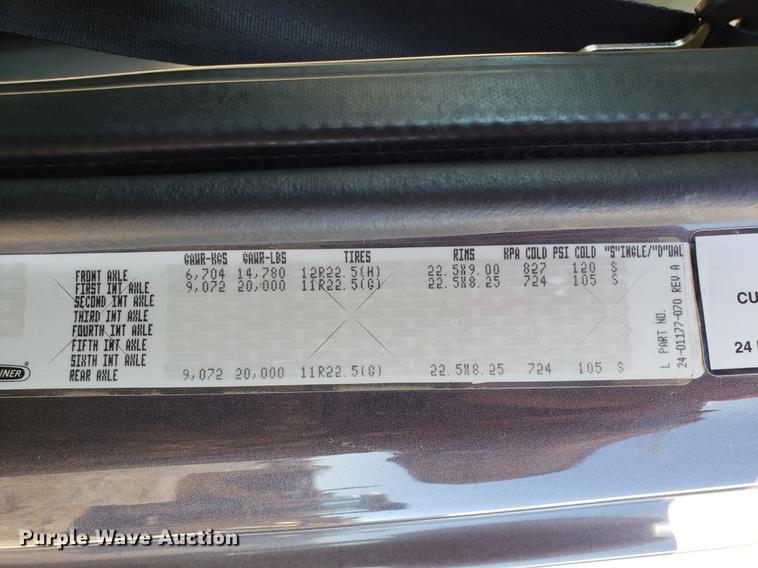 GAWR-KGS GAWR-LBS TIRES RIMS KPA COLD PSI COLD "S"INGLE/"D"UAL
FRONT AXLE 6,704 14,780 12R22.5(H) 22.5X9.00 827 120 S
FIRST INT AXLE 9,072 20,000 11R22.5(G) 22.5X8.25 724 105 S
SECOND INT AXLE
THIRD INT AXLE
FOURTH INT AXLE
FIFTH INT AXLE
SIXTH INT AXLE
REAR AXLE 9,072 20,000 11R22.5(G) 22.5X8.25 724 105 S
L PART NO.
24-01177-070 REV A
INER®
CU
24
Purple Wave Auction